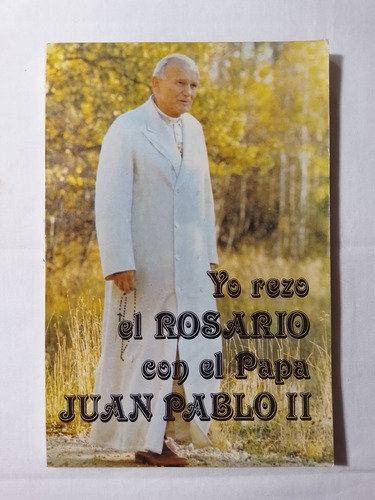 Yo rezo
el ROSARIO
con el Papa
JUAN PABLO II